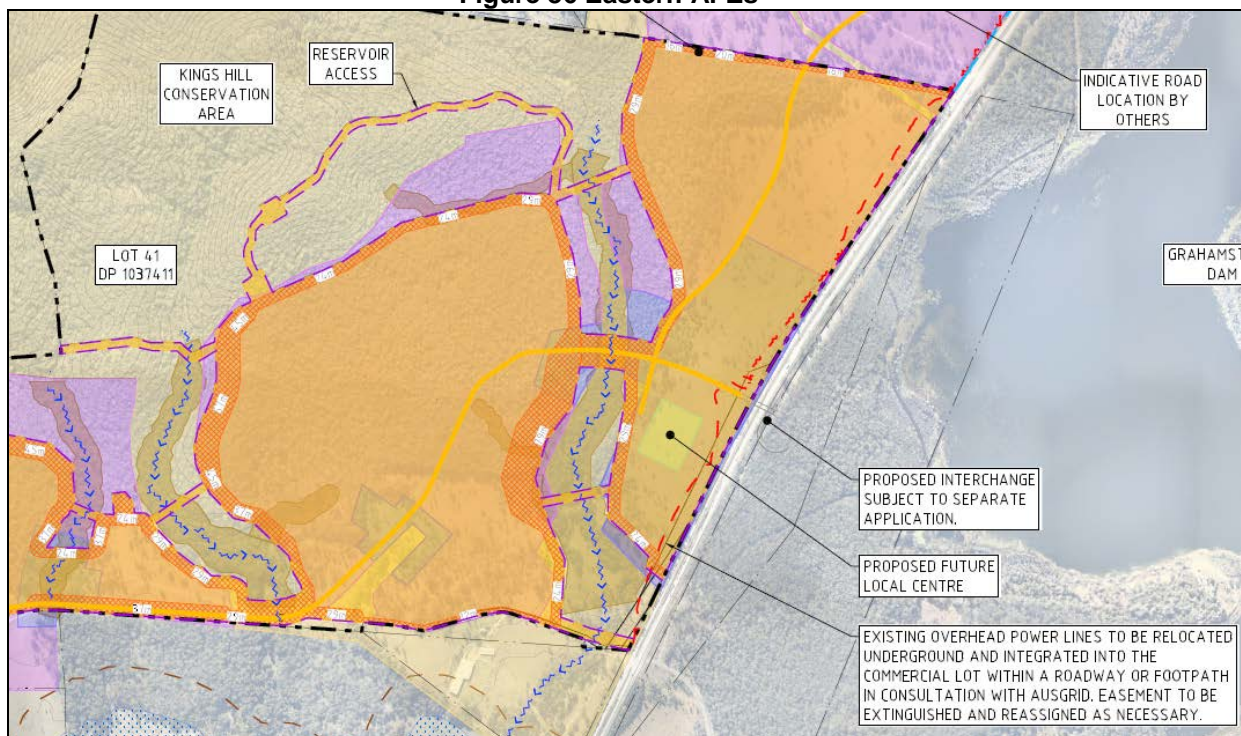 Figure 50 Eastern APZs
KINGS HILL
CONSERVATION
AREA
RESERVOIR
ACCESS
INDICATIVE ROAD
LOCATION BY
OTHERS
LOT 41
DP 1037411
GRAHAMST
DAM
PROPOSED INTERCHANGE
SUBJECT TO SEPARATE
APPLICATION.
PROPOSED FUTURE
LOCAL CENTRE
EXISTING OVERHEAD POWER LINES TO BE RELOCATED
UNDERGROUND AND INTEGRATED INTO THE
COMMERCIAL LOT WITHIN A ROADWAY OR FOOTPATH
IN CONSULTATION WITH AUSGRID. EASEMENT TO BE
EXTINGUISHED AND REASSIGNED AS NECESSARY.